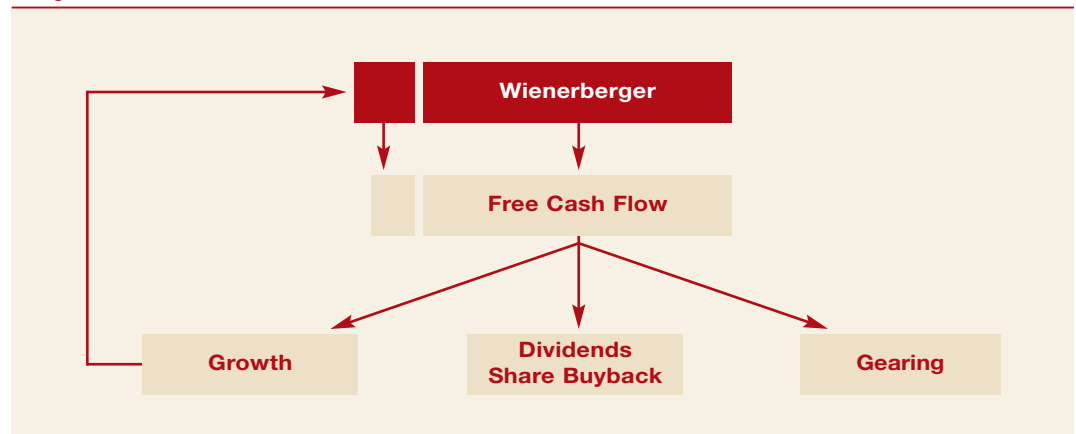 Wienerberger
Free Cash Flow
Growth
Dividends
Share Buyback
Gearing